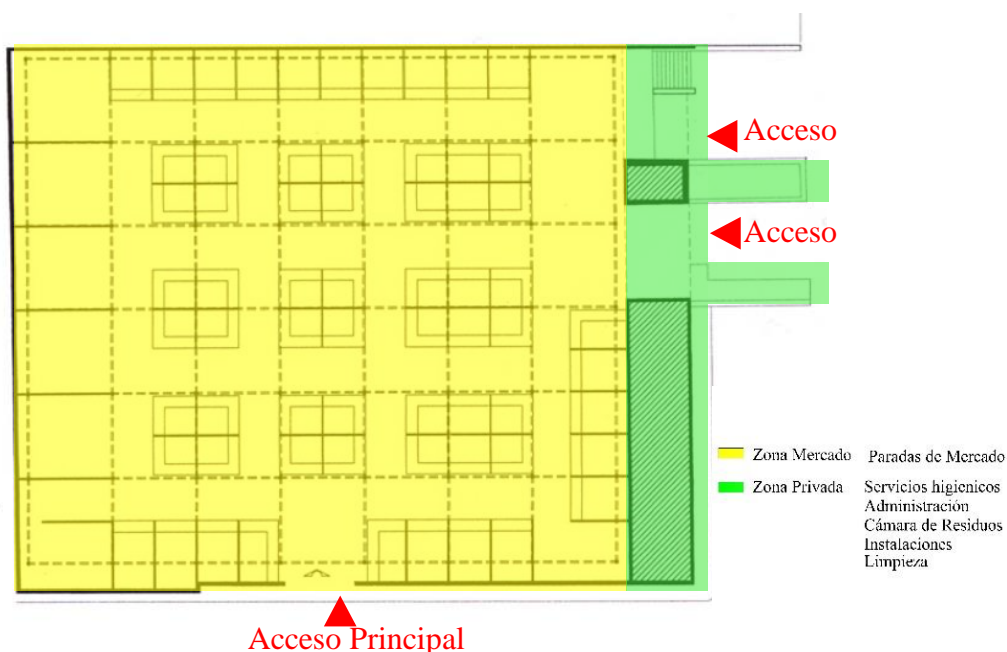 Acceso
Acceso
Zona Mercado Paradas de Mercado
Zona Privada Servicios higienicos
Administración
Cámara de Residuos
Instalaciones
Limpieza
Acceso Principal